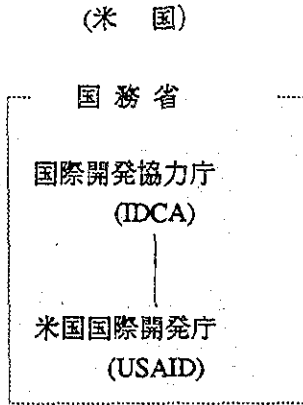 (米 国)
国 務 省
国際開発協力庁
(IDCA)
米国国際開発庁
(USAID)